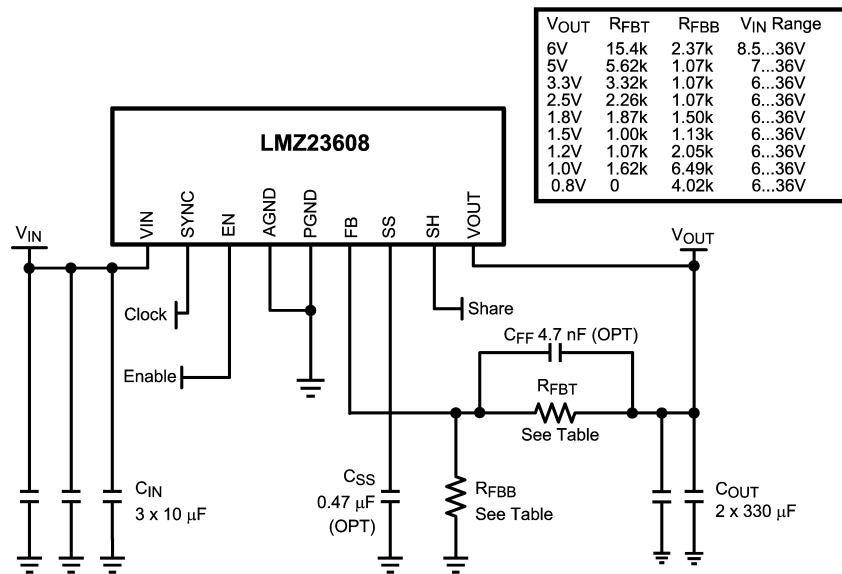 VOUT RFBT RFBB VIN Range
6V 15.4k 2.37k 8.5...36V
5V 5.62k 1.07k 7...36V
3.3V 3.32k 1.07k 6...36V
2.5V 2.26k 1.07k 6...36V
1.8V 1.87k 1.50k 6...36V
1.5V 1.00k 1.13k 6...36V
1.2V 1.07k 2.05k 6...36V
1.0V 1.62k 6.49k 6...36V
0.8V 0 4.02k 6...36V
LMZ23608
VIN
SYNC
EN
AGND
PGND
FB
SS
SH
VOUT
VIN
VOUT
Clock
Share
Enable
CFF 4.7 nF (OPT)
RFBT
See Table
CIN
3 x 10 μF
CSS
0.47 μF
(OPT)
RFBB
See Table
COUT
2 x 330 μF